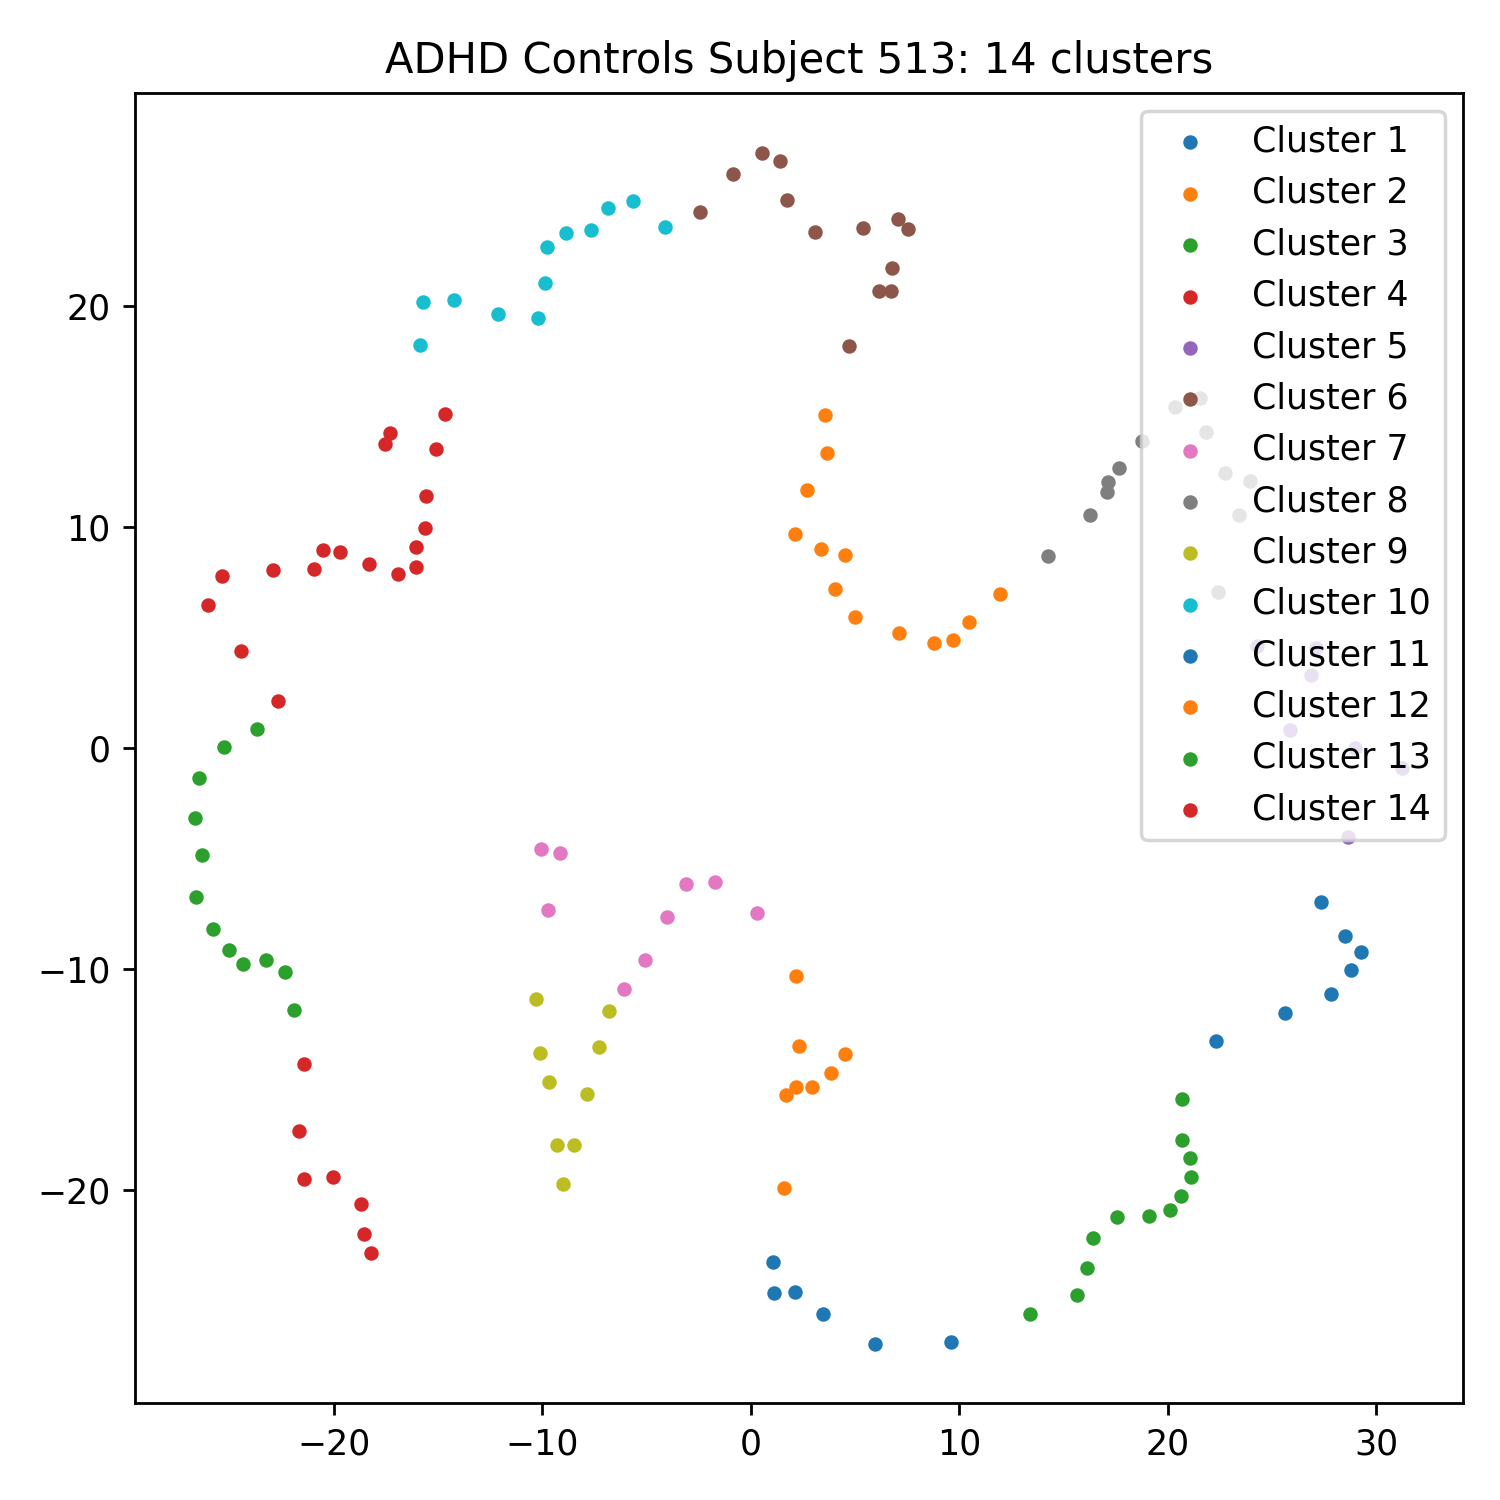 ADHD Controls Subject 513: 14 clusters
Cluster 1
Cluster 2
Cluster 3
Cluster 4
Cluster 5
Cluster 6
Cluster 7
Cluster 8
Cluster 9
Cluster 10
Cluster 11
Cluster 12
Cluster 13
Cluster 14
20
10
0
−10
−20
−20 −10 0 10 20 30